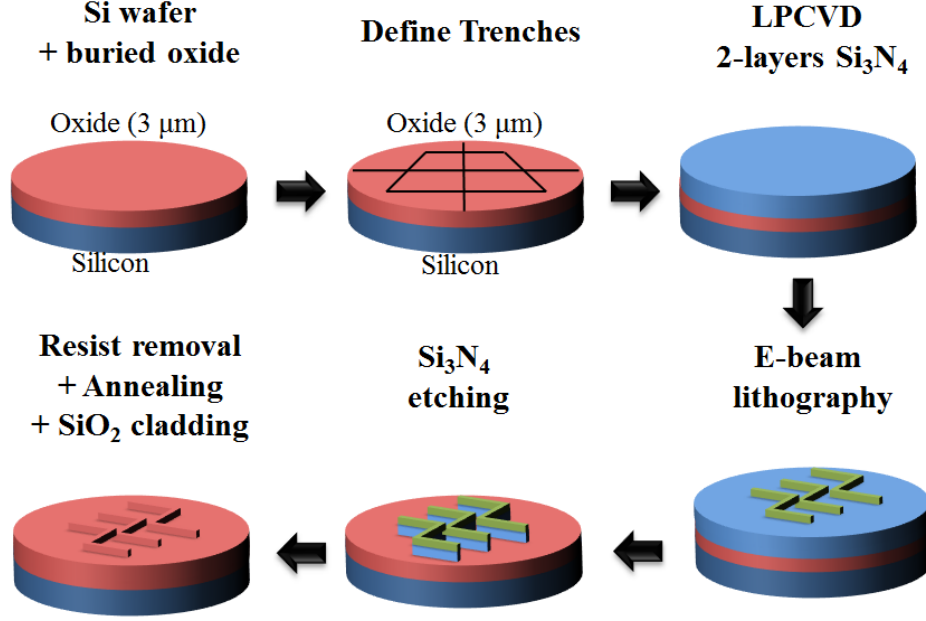 Si wafer
+ buried oxide
Oxide (3 μm)
Silicon
Define Trenches
Oxide (3 μm)
Silicon
LPCVD
2-layers Si₃N₄
E-beam
lithography
Si₃N₄
etching
Resist removal
+ Annealing
+ SiO₂ cladding